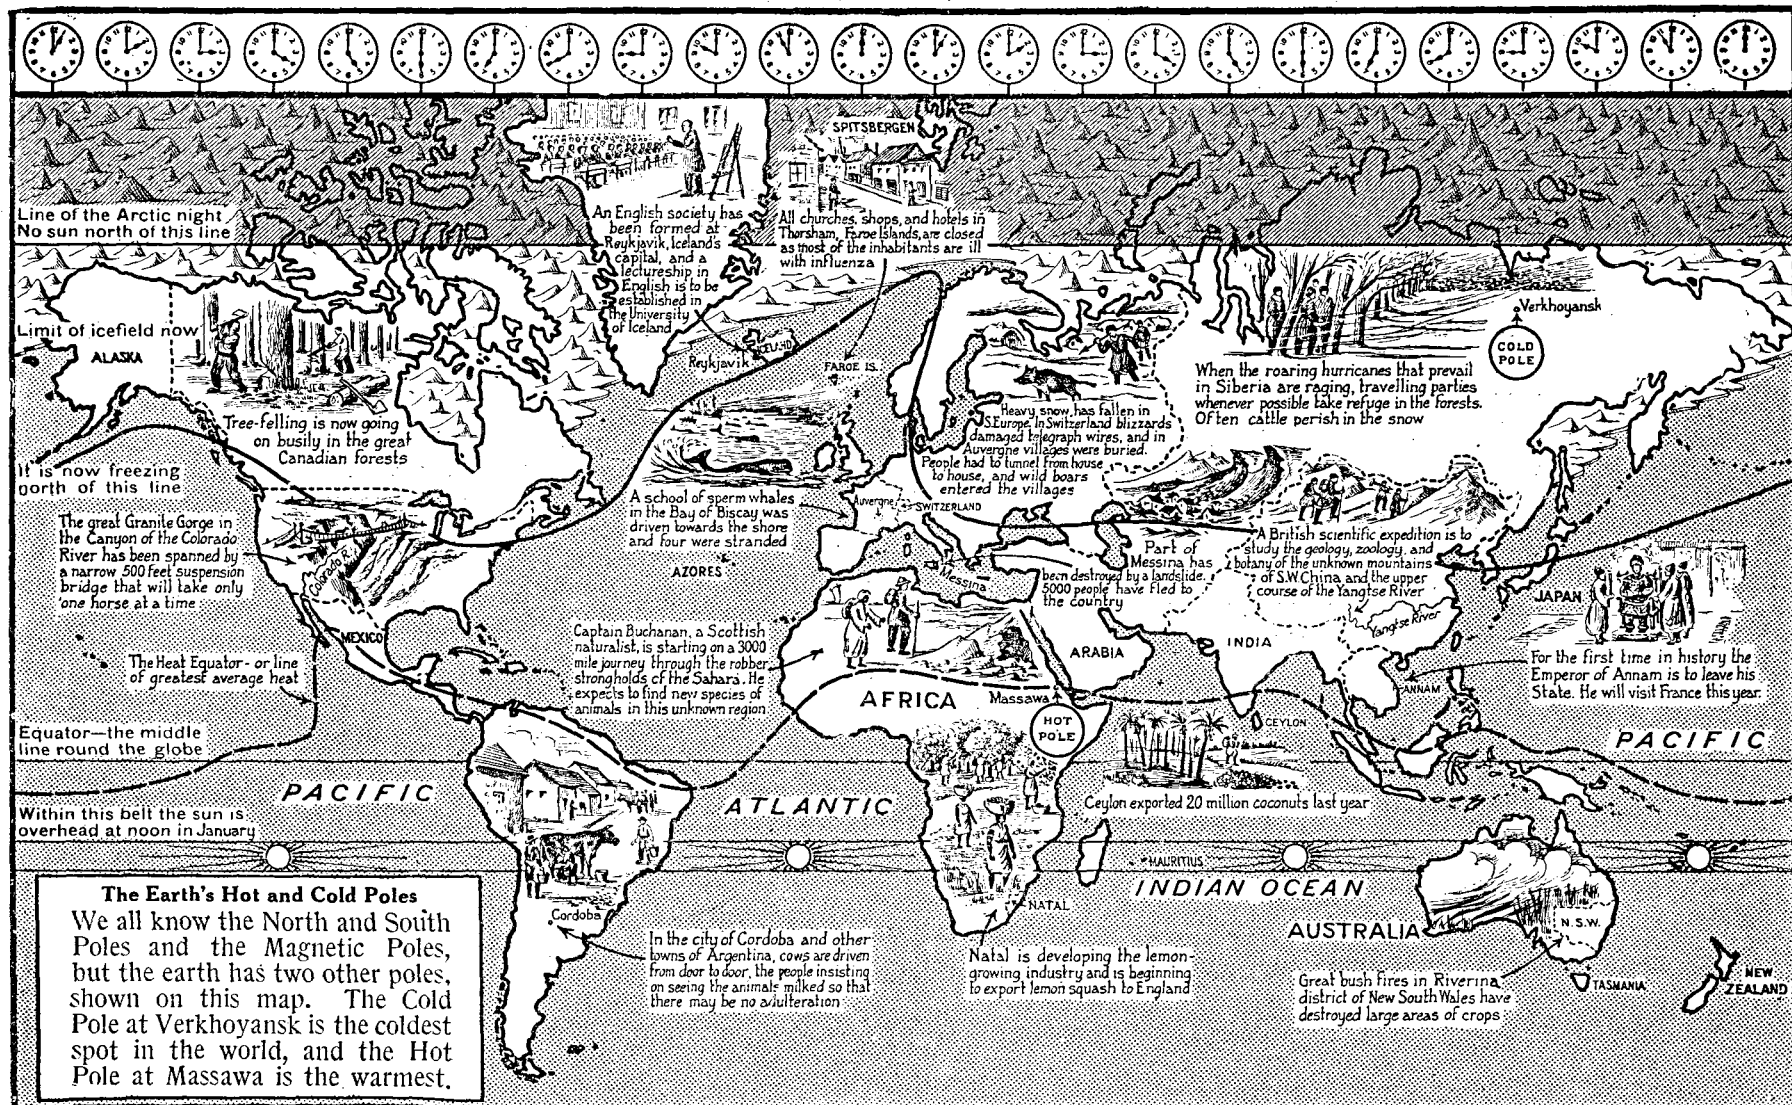 SPITSBERGEN
Line of the Arctic night
No sun north of this line
An English society has
been formed at
Reykjavik, Iceland's
capital, and a
lectureship in
English is to be
established in
the University
of Iceland
All churches, shops, and hotels in
Thorsham, Faroe Islands, are closed
as most of the inhabitants are ill
with influenza
Limit of icefield now
ALASKA
Reykjavik
ICELAND
FAROE IS.
Verkhoyansk
COLD
POLE
When the roaring hurricanes that prevail
in Siberia are raging, travelling parties
whenever possible take refuge in the forests.
Often cattle perish in the snow
Tree-felling is now going
on busily in the great
Canadian forests
Heavy snow has fallen in
S.Europe. In Switzerland blizzards
damaged telegraph wires, and in
Auvergne villages were buried.
People had to tunnel from house
to house, and wild boars
entered the villages
It is now freezing
north of this line
A school of sperm whales
in the Bay of Biscay was
driven towards the shore
and four were stranded
Auvergne
SWITZERLAND
The great Granite Gorge in
the Canyon of the Colorado
River has been spanned by
a narrow 500 feet suspension
bridge that will take only
one horse at a time
Colorado R.
AZORES
Messina
Part of
Messina has
been destroyed by a landslide.
5000 people have fled to
the country
A British scientific expedition is to
study the geology, zoology, and
botany of the unknown mountains
of S.W. China and the upper
course of the Yangtse River
JAPAN
Yangtse River
MEXICO
Captain Buchanan, a Scottish
naturalist, is starting on a 3000
mile journey through the robber
strongholds of the Sahara. He
expects to find new species of
animals in this unknown region
ARABIA
INDIA
The Heat Equator - or line
of greatest average heat
For the first time in history the
Emperor of Annam is to leave his
State. He will visit France this year.
ANNAM
AFRICA
Massawa
HOT
POLE
CEYLON
Equator—the middle
line round the globe
PACIFIC
PACIFIC
ATLANTIC
Ceylon exported 20 million coconuts last year
Within this belt the sun is
overhead at noon in January
MAURITIUS
INDIAN OCEAN
The Earth's Hot and Cold Poles
We all know the North and South
Poles and the Magnetic Poles,
but the earth has two other poles,
shown on this map. The Cold
Pole at Verkhoyansk is the coldest
spot in the world, and the Hot
Pole at Massawa is the warmest.
Cordoba
In the city of Cordoba and other
towns of Argentina, cows are driven
from door to door, the people insisting
on seeing the animals milked so that
there may be no adulteration
NATAL
Natal is developing the lemon-
growing industry and is beginning
to export lemon squash to England
AUSTRALIA
N.S.W.
Great bush fires in Riverina
district of New South Wales have
destroyed large areas of crops
TASMANIA
NEW
ZEALAND